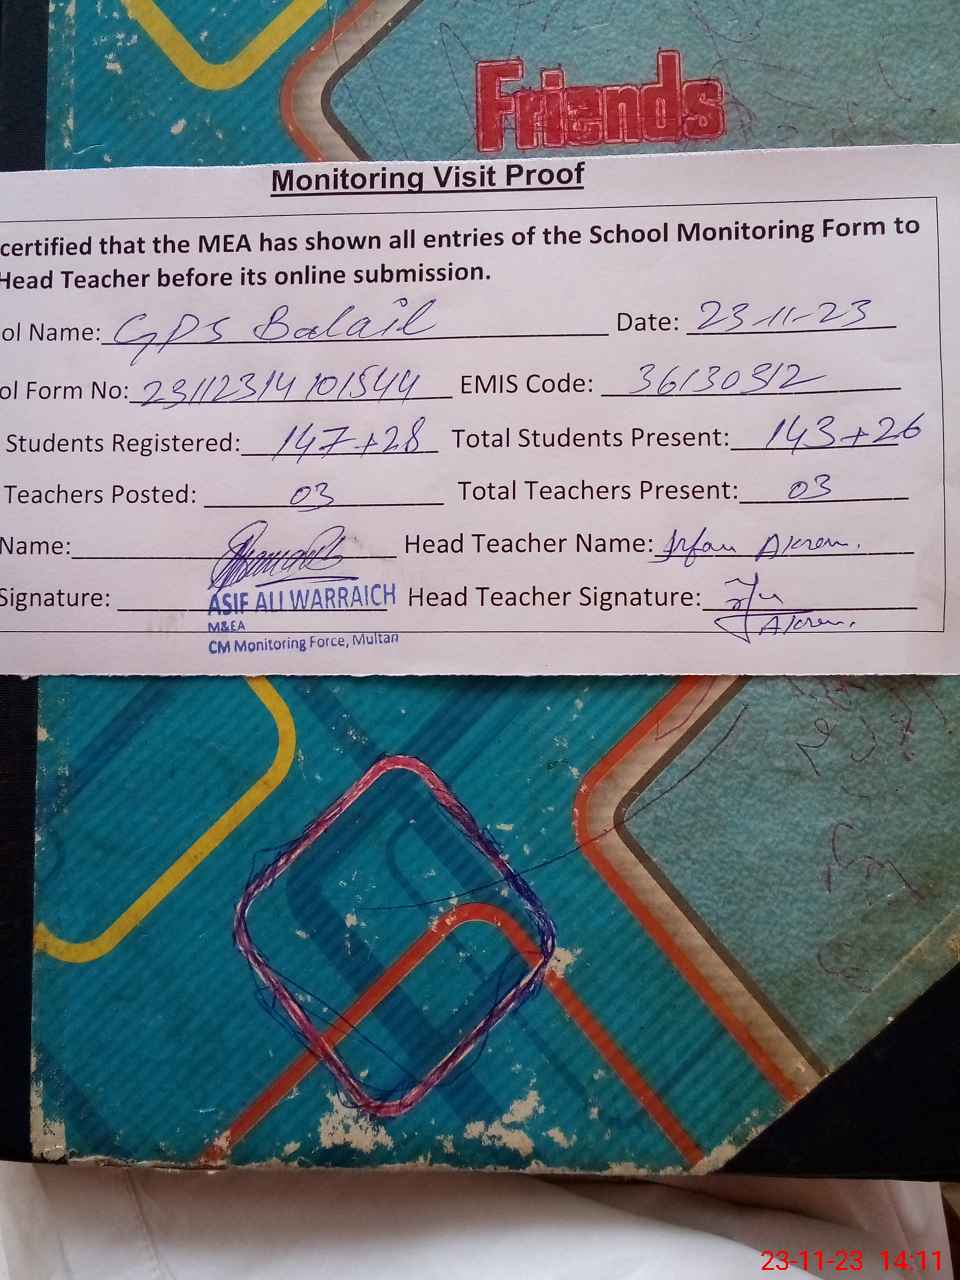 Friends
Monitoring Visit Proof
certified that the MEA has shown all entries of the School Monitoring Form to
Head Teacher before its online submission.
ol Name: GPS Balail Date: 23-11-23
ol Form No: 23112314101544 EMIS Code: 36130312
Students Registered: 147+28 Total Students Present: 143+26
Teachers Posted: 03 Total Teachers Present: 03
Name: Head Teacher Name: Irfan Akram.
Signature: Head Teacher Signature:
ASIF ALI WARRAICH
M&EA
CM Monitoring Force, Multan
Akram.
23-11-23 14:11